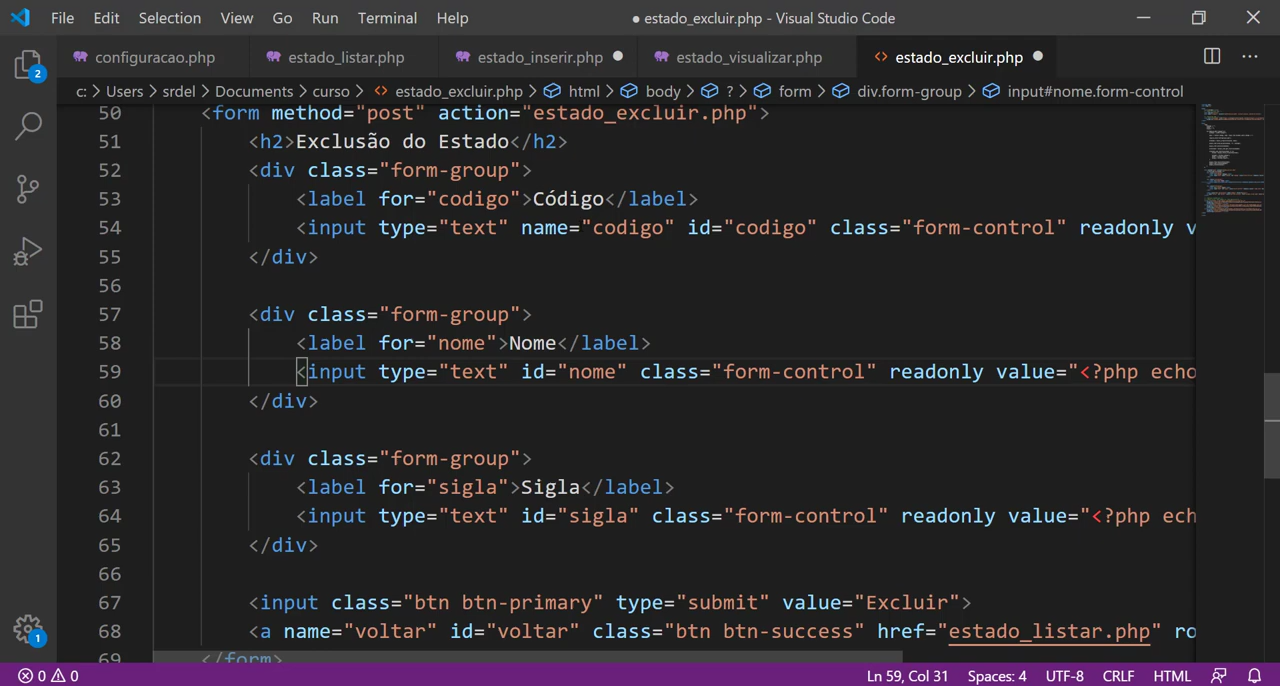 File Edit Selection View Go Run Terminal Help ● estado_excluir.php - Visual Studio Code
configuracao.php estado_listar.php estado_inserir.php ● estado_visualizar.php <> estado_excluir.php ●
c: > Users > srdel > Documents > curso > <> estado_excluir.php > html > body > ? > form > div.form-group > input#nome.form-control
50 <form method="post" action="estado_excluir.php">
51 <h2>Exclusão do Estado</h2>
52 <div class="form-group">
53 <label for="codigo">Código</label>
54 <input type="text" name="codigo" id="codigo" class="form-control" readonly v
55 </div>
56
57 <div class="form-group">
58 <label for="nome">Nome</label>
59 <input type="text" id="nome" class="form-control" readonly value="<?php echo
60 </div>
61
62 <div class="form-group">
63 <label for="sigla">Sigla</label>
64 <input type="text" id="sigla" class="form-control" readonly value="<?php ech
65 </div>
66
67 <input class="btn btn-primary" type="submit" value="Excluir">
68 <a name="voltar" id="voltar" class="btn btn-success" href="estado_listar.php" ro
69 </form>
2
1
0 0 Ln 59, Col 31 Spaces: 4 UTF-8 CRLF HTML